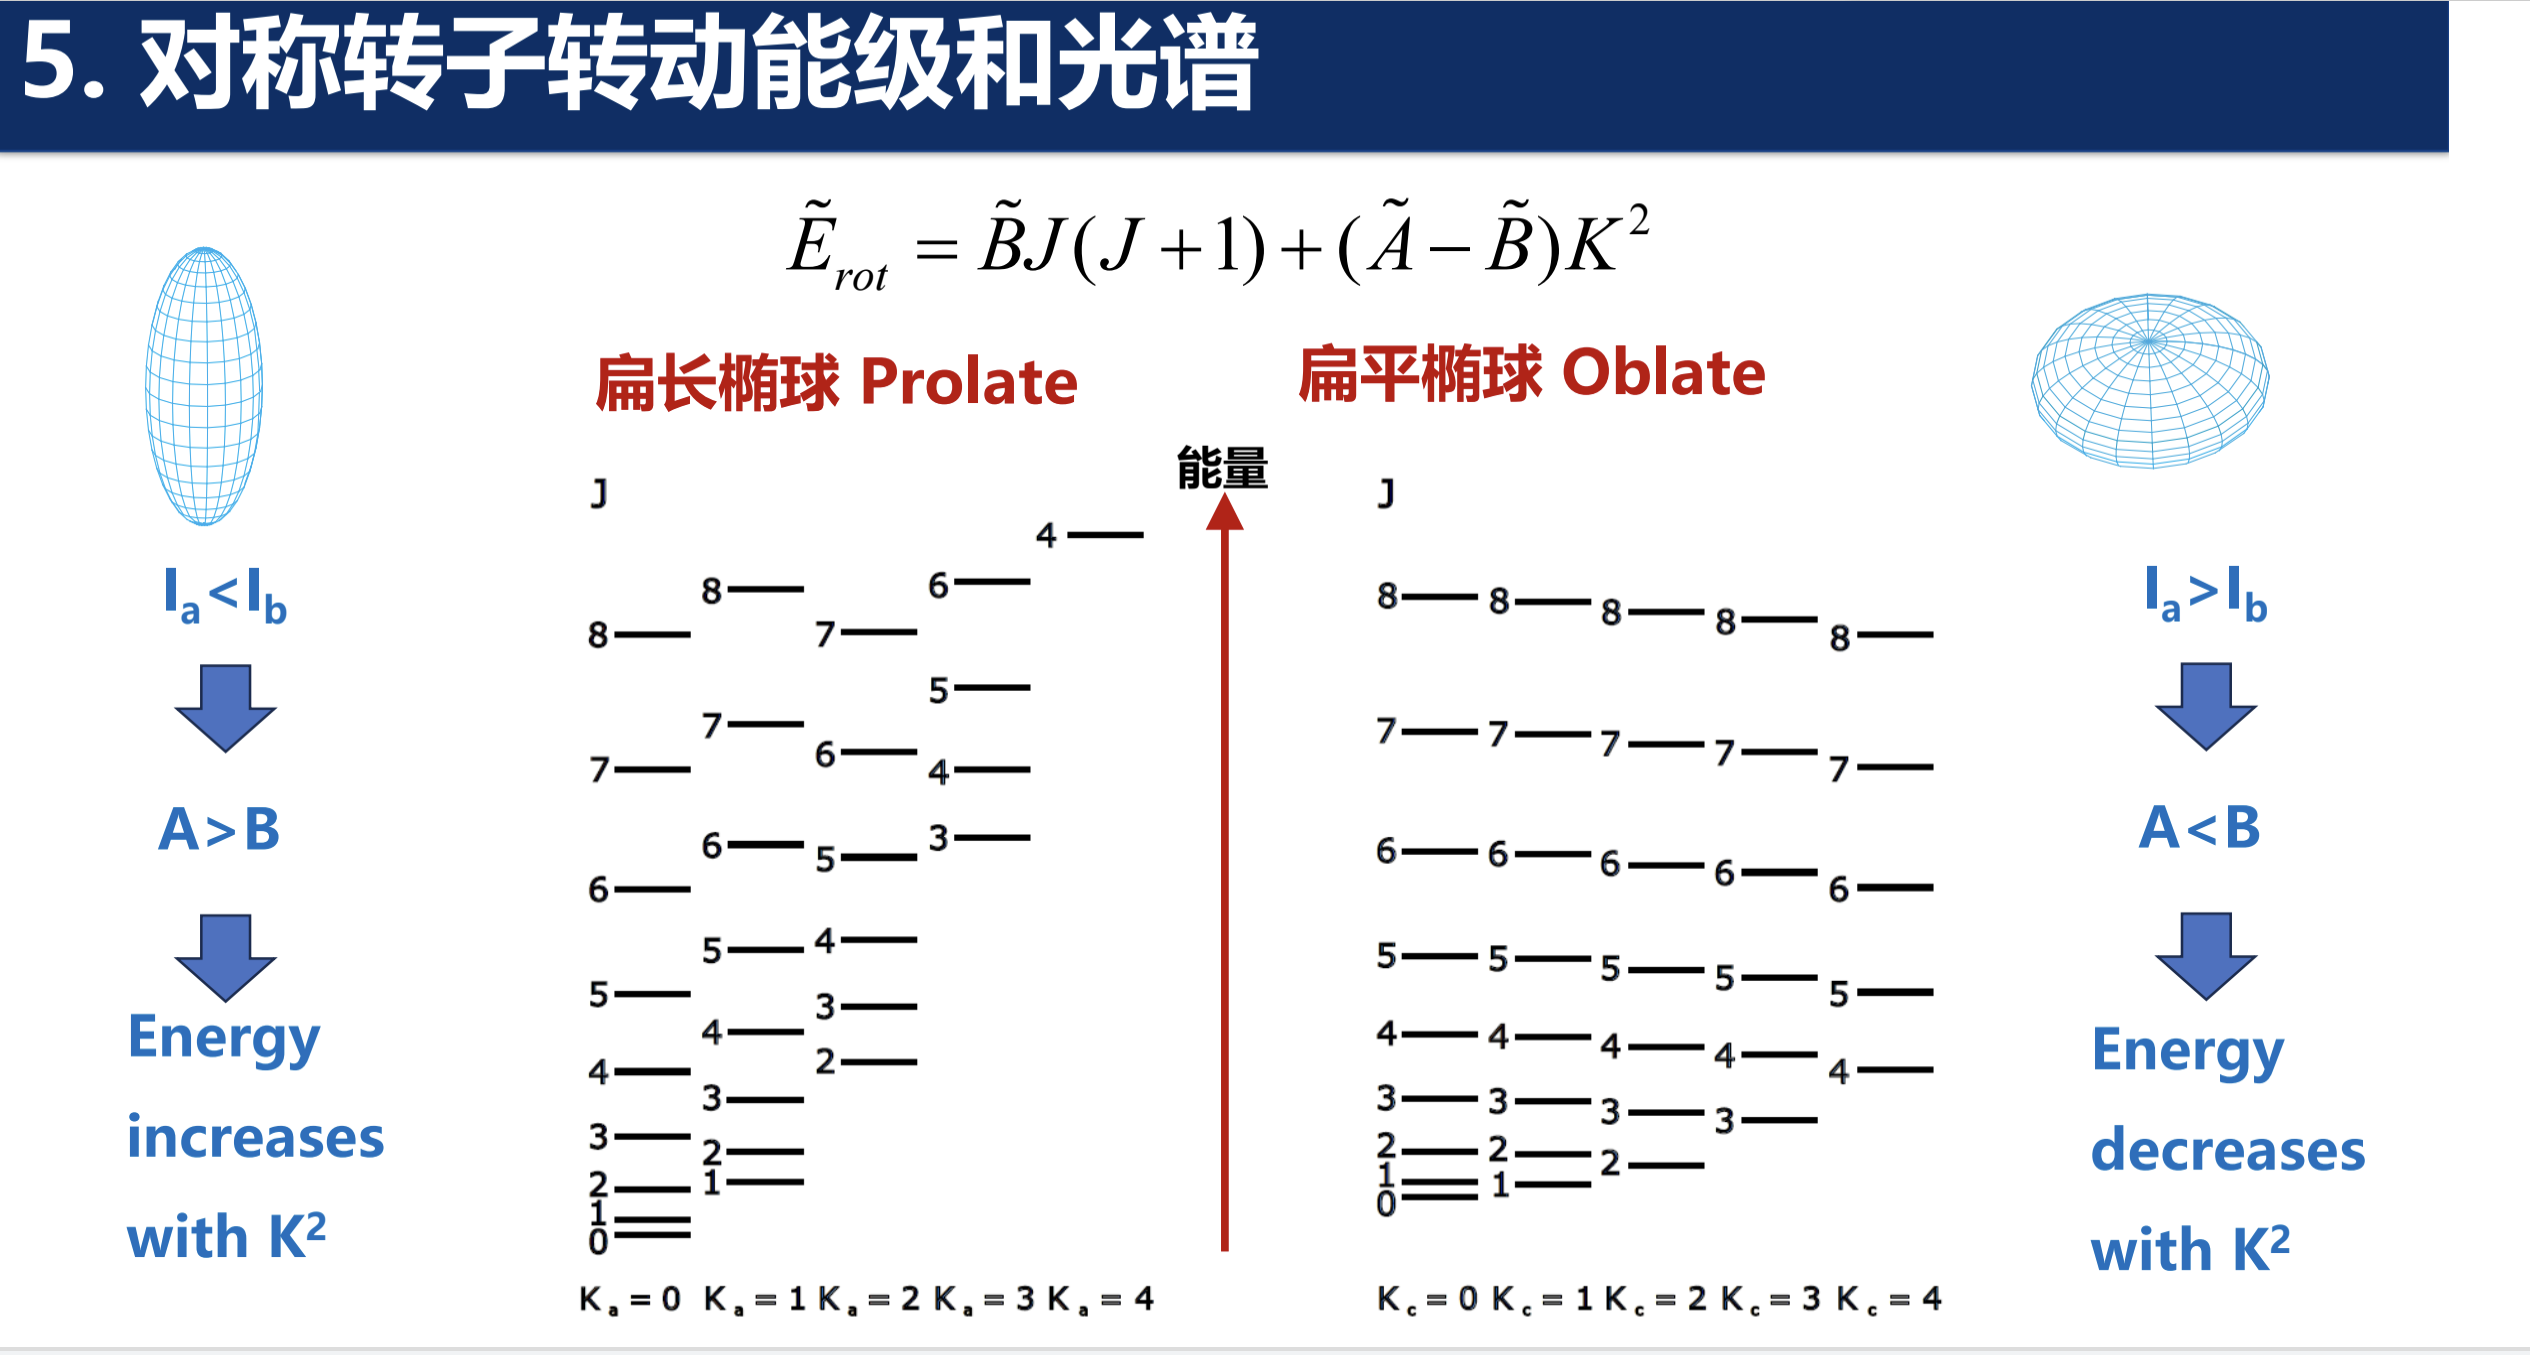 5. 对称转子转动能级和光谱
Ẽrot = B̃J(J+1)+(Ã−B̃)K²
扁长椭球 Prolate
扁平椭球 Oblate
Ia<Ib
A>B
Energy
increases
with K²
J
8
7
6
5
4
3
2
1
0
8
7
6
5
4
3
2
1
7
6
5
4
3
2
6
5
4
3
4
Ka=0 Ka=1 Ka=2 Ka=3 Ka=4
能量
J
8 8 8 8 8
7 7 7 7 7
6 6 6 6 6
5 5 5 5 5
4 4 4 4 4
3 3 3 3
2 2 2
1 1
0
Kc=0 Kc=1 Kc=2 Kc=3 Kc=4
Ia>Ib
A<B
Energy
decreases
with K²